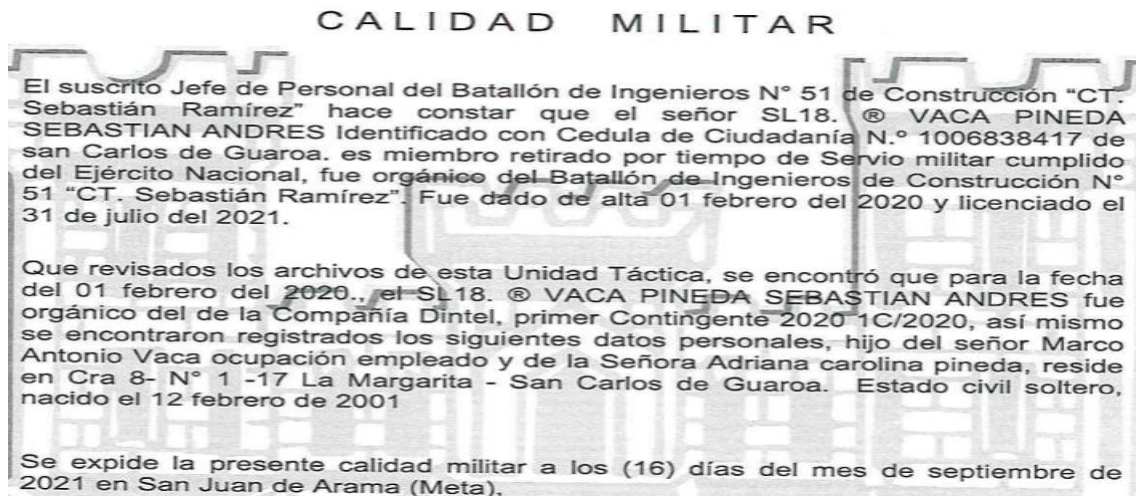 CALIDAD MILITAR
El suscrito Jefe de Personal del Batallón de Ingenieros N° 51 de Construcción “CT.
Sebastián Ramírez” hace constar que el señor SL18. ® VACA PINEDA
SEBASTIAN ANDRES Identificado con Cedula de Ciudadanía N.º 1006838417 de
san Carlos de Guaroa. es miembro retirado por tiempo de Servio militar cumplido
del Ejército Nacional, fue orgánico del Batallón de Ingenieros de Construcción N°
51 “CT. Sebastián Ramírez”. Fue dado de alta 01 febrero del 2020 y licenciado el
31 de julio del 2021.
Que revisados los archivos de esta Unidad Táctica, se encontró que para la fecha
del 01 febrero del 2020., el SL18. ® VACA PINEDA SEBASTIAN ANDRES fue
orgánico del de la Compañía Dintel, primer Contingente 2020 1C/2020, así mismo
se encontraron registrados los siguientes datos personales, hijo del señor Marco
Antonio Vaca ocupación empleado y de la Señora Adriana carolina pineda, reside
en Cra 8- N° 1 -17 La Margarita - San Carlos de Guaroa. Estado civil soltero,
nacido el 12 febrero de 2001
Se expide la presente calidad militar a los (16) días del mes de septiembre de
2021 en San Juan de Arama (Meta),